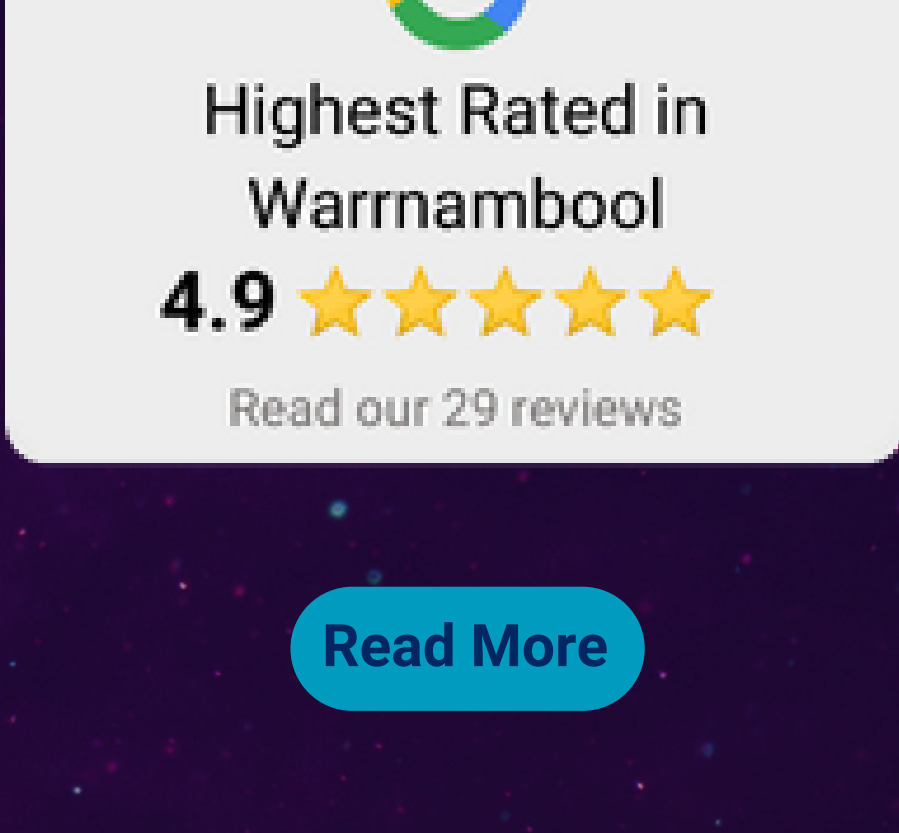 Highest Rated in
Warrnambool
4.9
Read our 29 reviews
Read More